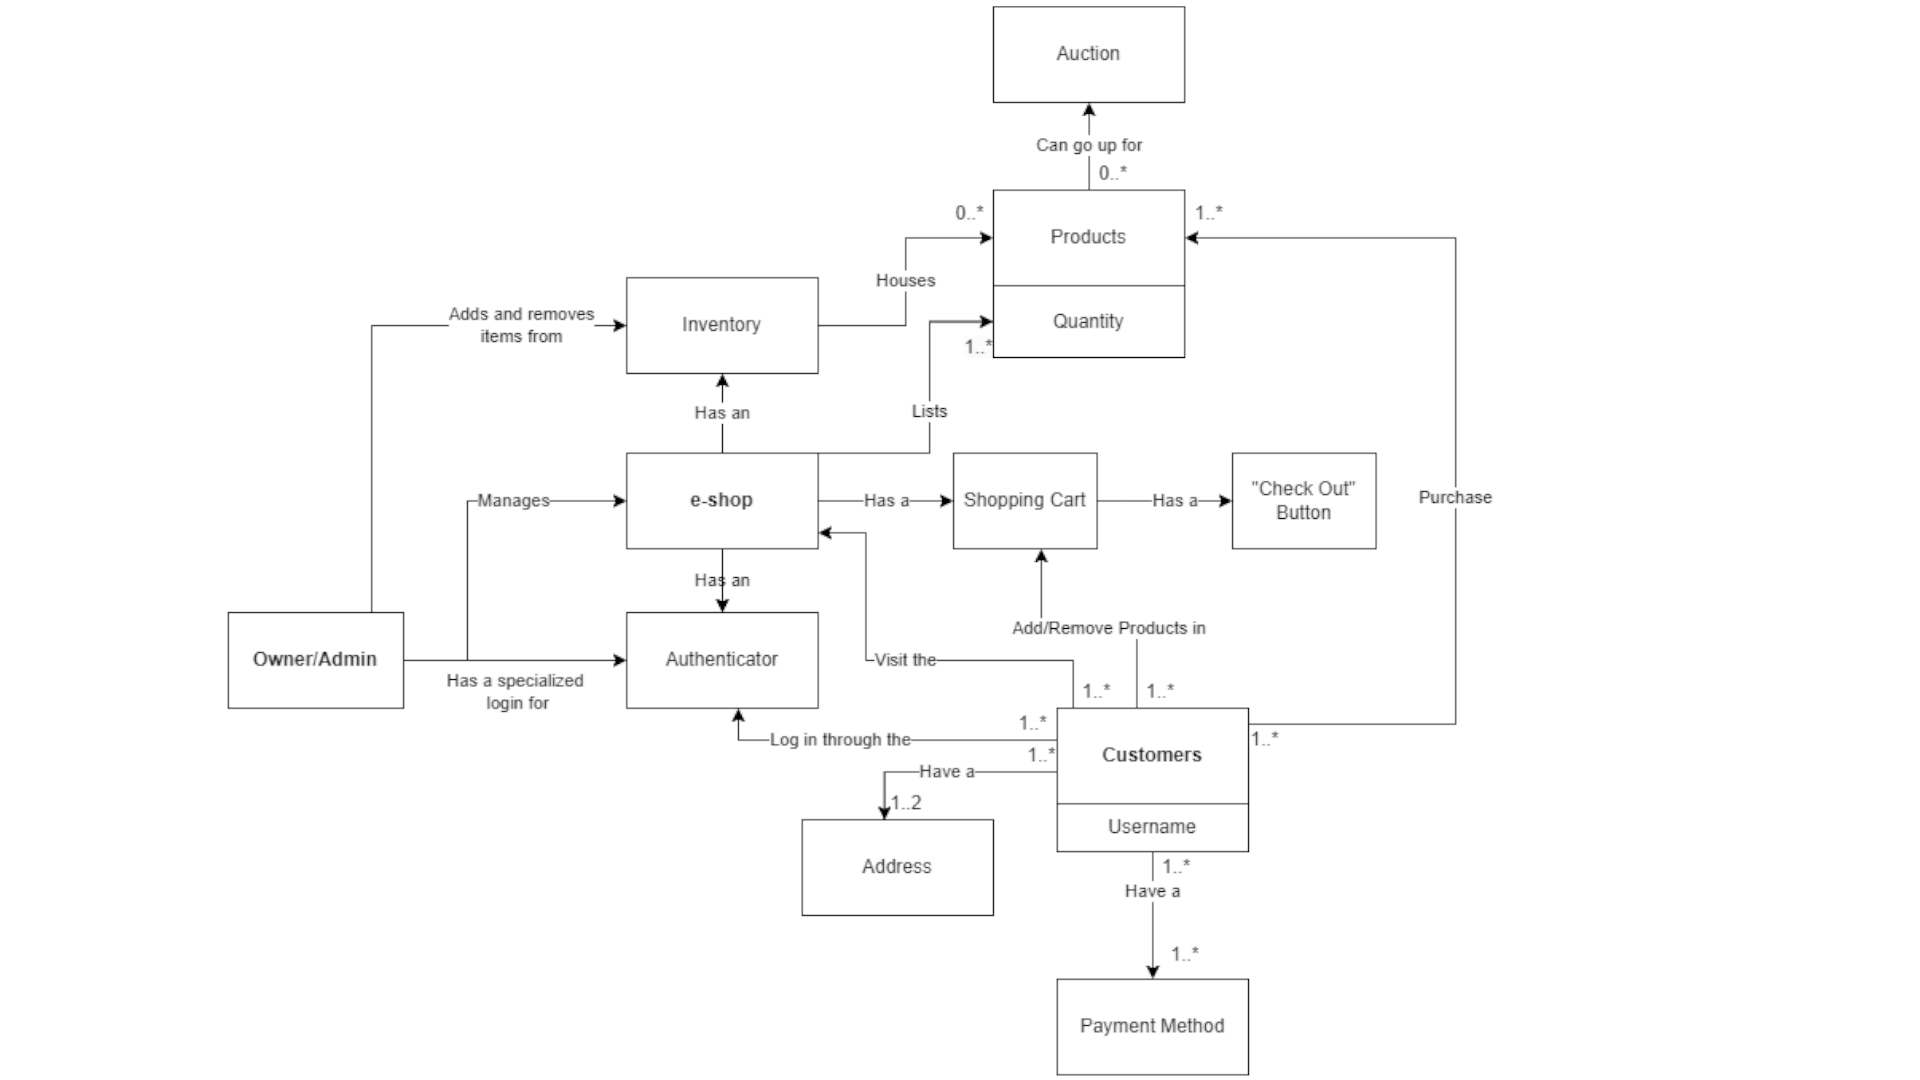 Auction
Can go up for
0..*
0..*
1..*
Products
Houses
Adds and removes
items from
Inventory
Quantity
1..*
Has an
Lists
Manages
e-shop
Has a
Shopping Cart
Has a
"Check Out"
Button
Purchase
Has an
Add/Remove Products in
Owner/Admin
Authenticator
Visit the
Has a specialized
login for
1..*
1..*
1..*
Log in through the
1..*
1..*
Customers
Have a
1..2
Username
Address
1..*
Have a
1..*
Payment Method